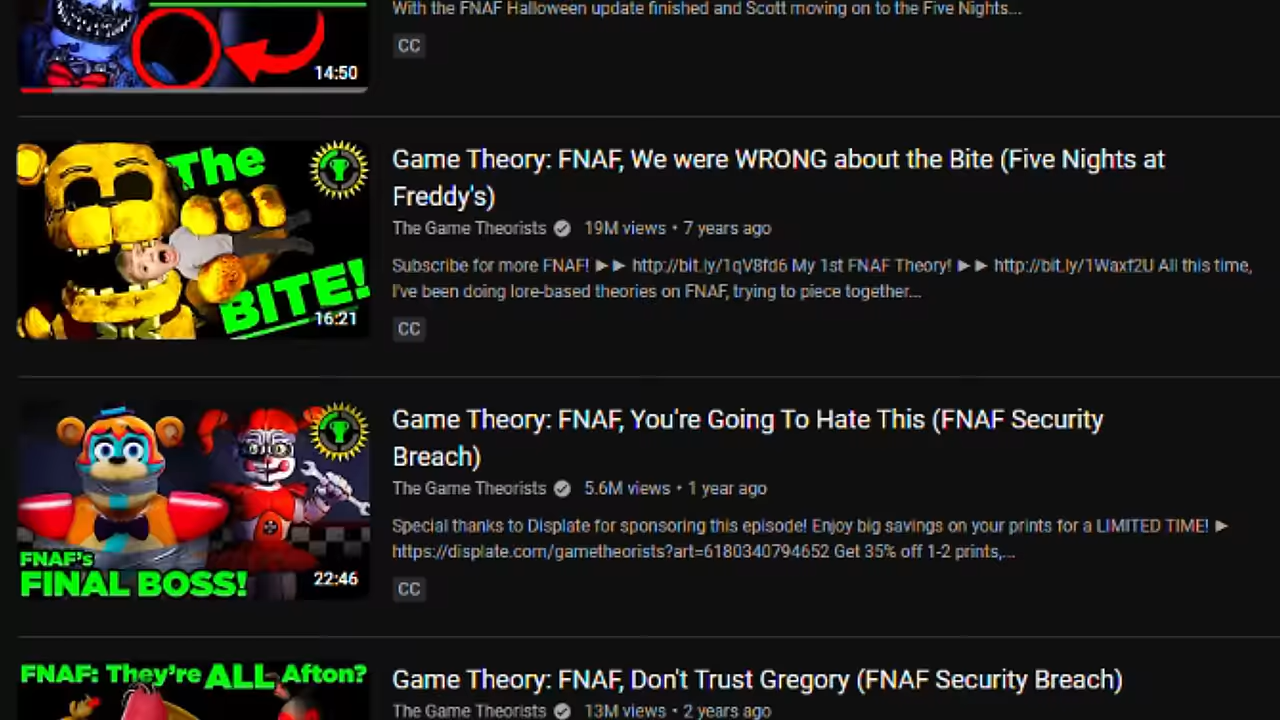 With the FNAF Halloween update finished and Scott moving on to the Five Nights...
CC
14:50
The
BITE!
16:21
Game Theory: FNAF, We were WRONG about the Bite (Five Nights at
Freddy's)
The Game Theorists 19M views • 7 years ago
Subscribe for more FNAF! ►► http://bit.ly/1qV8fd6 My 1st FNAF Theory! ►► http://bit.ly/1Waxf2U All this time,
I've been doing lore-based theories on FNAF, trying to piece together...
CC
FNAF's
FINAL BOSS!
22:46
Game Theory: FNAF, You're Going To Hate This (FNAF Security
Breach)
The Game Theorists 5.6M views • 1 year ago
Special thanks to Displate for sponsoring this episode! Enjoy big savings on your prints for a LIMITED TIME! ►
https://displate.com/gametheorists?art=6180340794652 Get 35% off 1-2 prints,...
CC
FNAF: They're ALL Afton?
Game Theory: FNAF, Don't Trust Gregory (FNAF Security Breach)
The Game Theorists 13M views • 2 years ago